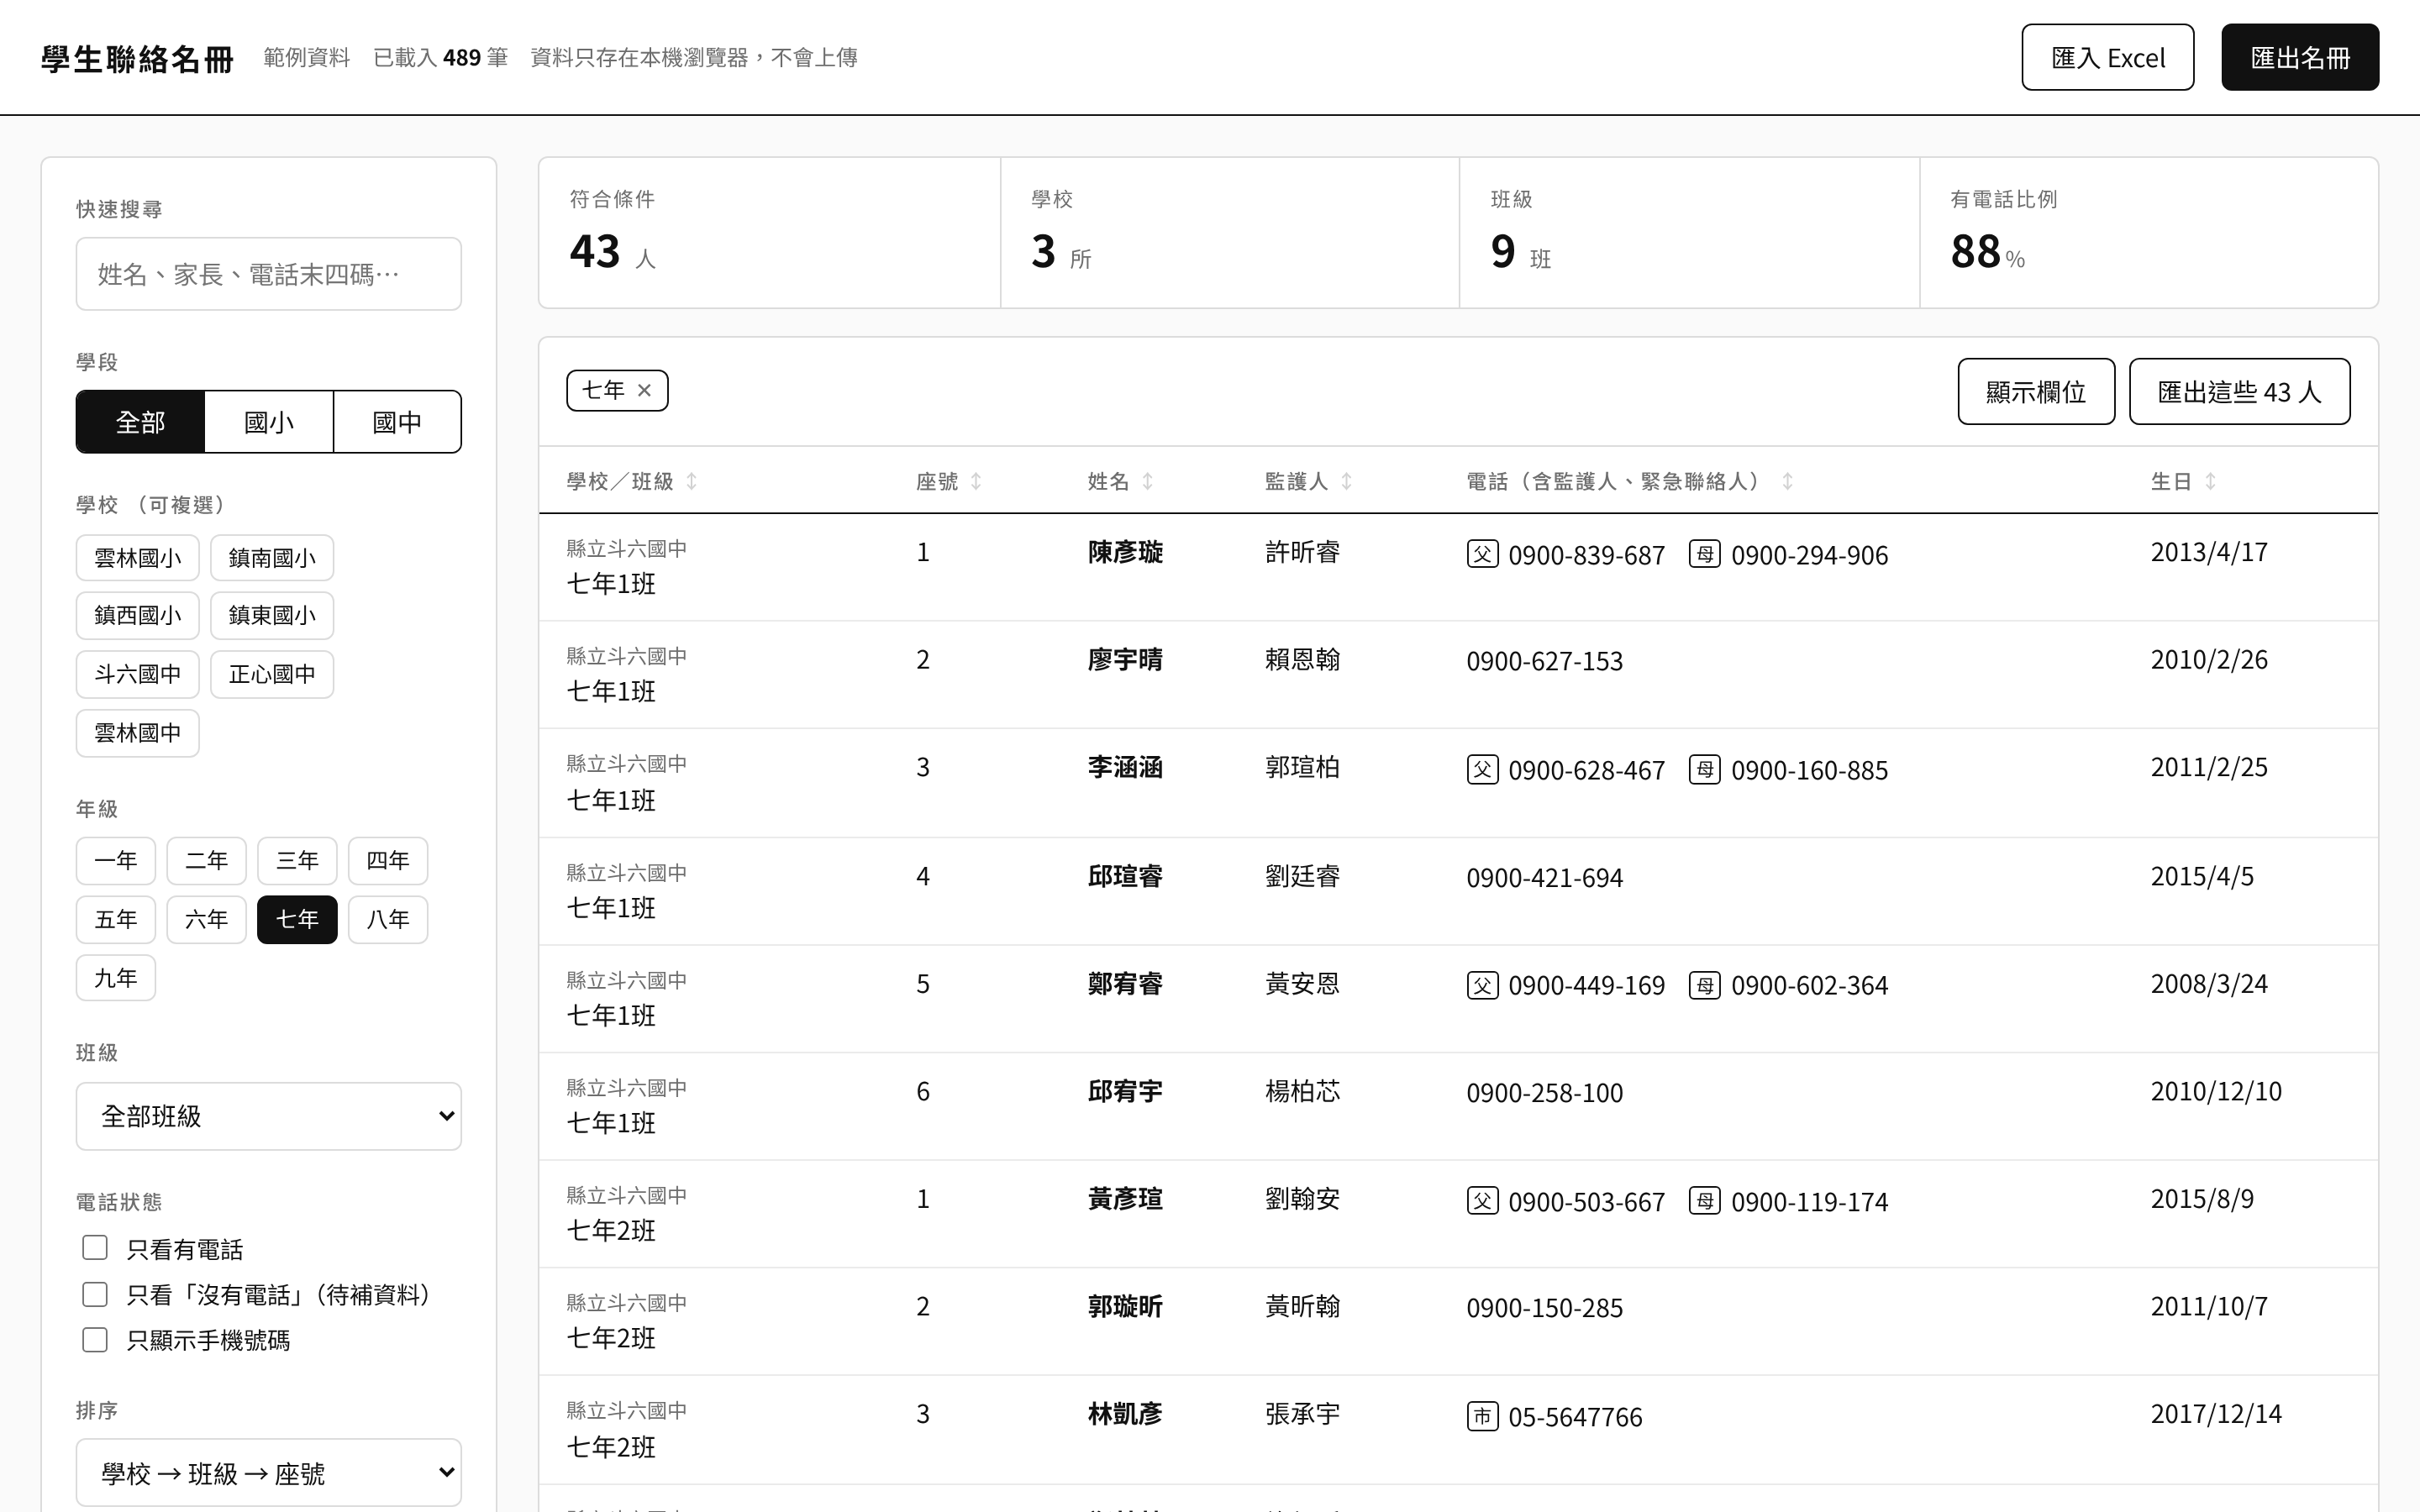 學生聯絡名冊 範例資料 已載入 489 筆 資料只存在本機瀏覽器，不會上傳 匯入 Excel 匯出名冊
快速搜尋
姓名、家長、電話末四碼…
學段
全部 國小 國中
學校 （可複選）
雲林國小 鎮南國小
鎮西國小 鎮東國小
斗六國中 正心國中
雲林國中
年級
一年 二年 三年 四年
五年 六年 七年 八年
九年
班級
全部班級
電話狀態
只看有電話
只看「沒有電話」（待補資料）
只顯示手機號碼
排序
學校 → 班級 → 座號
符合條件 學校 班級 有電話比例
43 人 3 所 9 班 88%
七年 ✕ 顯示欄位 匯出這些 43 人
學校／班級 ↕ 座號 ↕ 姓名 ↕ 監護人 ↕ 電話（含監護人、緊急聯絡人） ↕ 生日 ↕
縣立斗六國中
七年1班 1 陳彥璇 許昕睿 父 0900-839-687 母 0900-294-906 2013/4/17
縣立斗六國中
七年1班 2 廖宇晴 賴恩翰 0900-627-153 2010/2/26
縣立斗六國中
七年1班 3 李涵涵 郭瑄柏 父 0900-628-467 母 0900-160-885 2011/2/25
縣立斗六國中
七年1班 4 邱瑄睿 劉廷睿 0900-421-694 2015/4/5
縣立斗六國中
七年1班 5 鄭宥睿 黃安恩 父 0900-449-169 母 0900-602-364 2008/3/24
縣立斗六國中
七年1班 6 邱宥宇 楊柏芯 0900-258-100 2010/12/10
縣立斗六國中
七年2班 1 黃彥瑄 劉翰安 父 0900-503-667 母 0900-119-174 2015/8/9
縣立斗六國中
七年2班 2 郭璇昕 黃昕翰 0900-150-285 2011/10/7
縣立斗六國中
七年2班 3 林凱彥 張承宇 市 05-5647766 2017/12/14